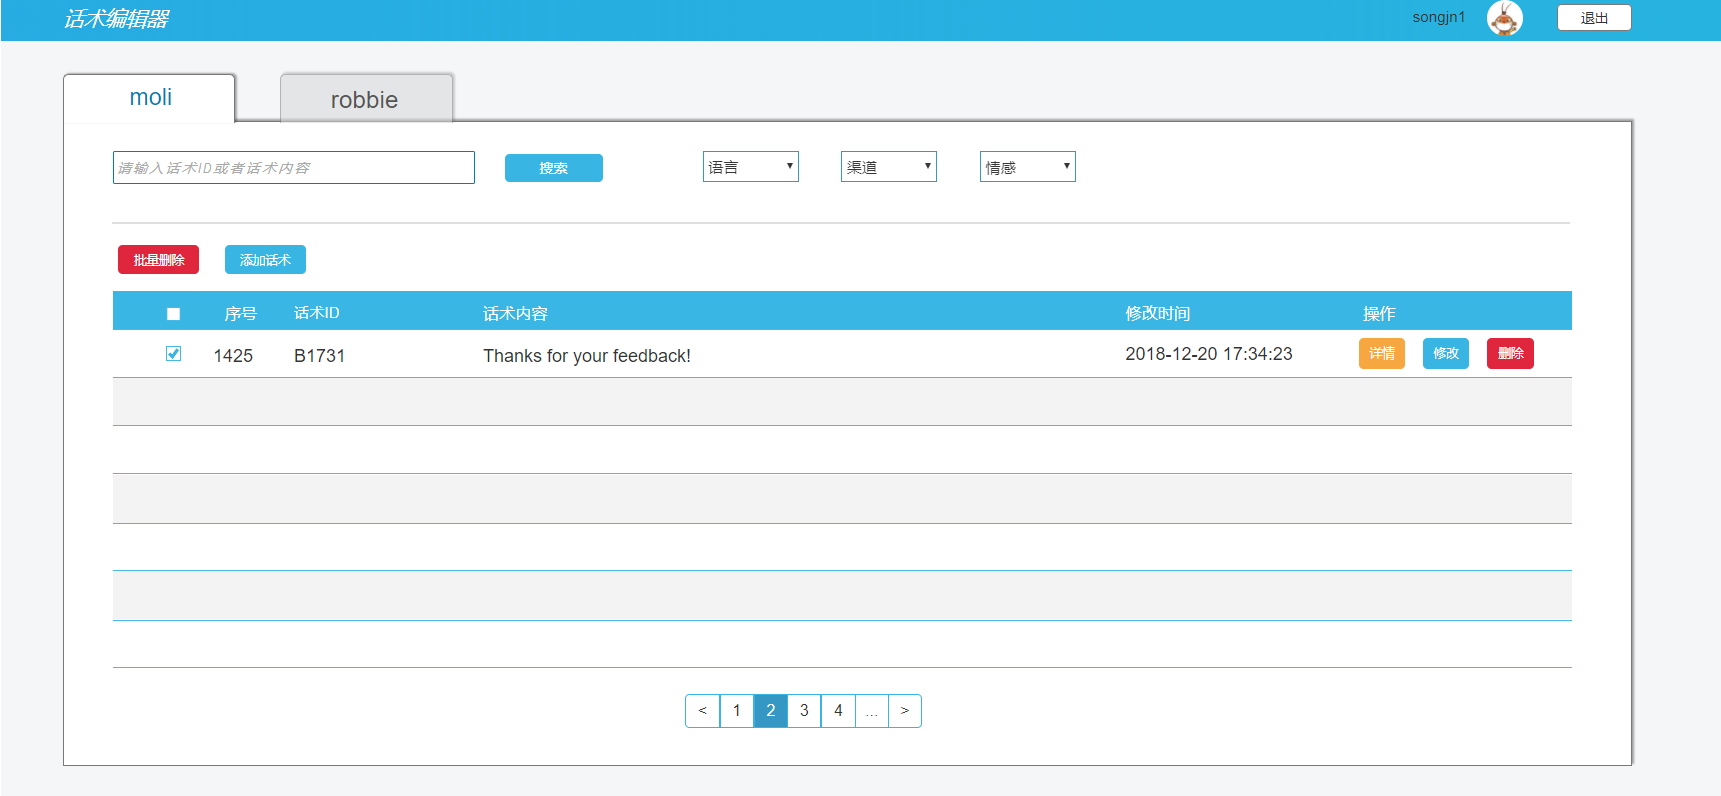 话术编辑器
songjn1
退出
moli
robbie
请输入话术ID或者话术内容
搜索
语言
渠道
情感
批量删除
添加话术
序号 话术ID 话术内容 修改时间 操作
1425 B1731 Thanks for your feedback! 2018-12-20 17:34:23 详情 修改 删除
< 1 2 3 4 ... >